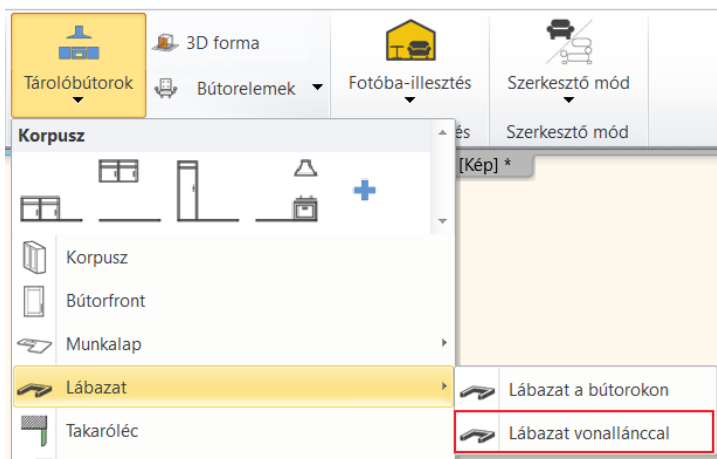 3D forma
Tárolóbútorok
Bútorelemek
Fotóba-illesztés
Szerkesztő mód
Korpusz
és
Szerkesztő mód
[Kép] *
Korpusz
Bútorfront
Munkalap
Lábazat
Lábazat a bútorokon
Takaróléc
Lábazat vonallánccal